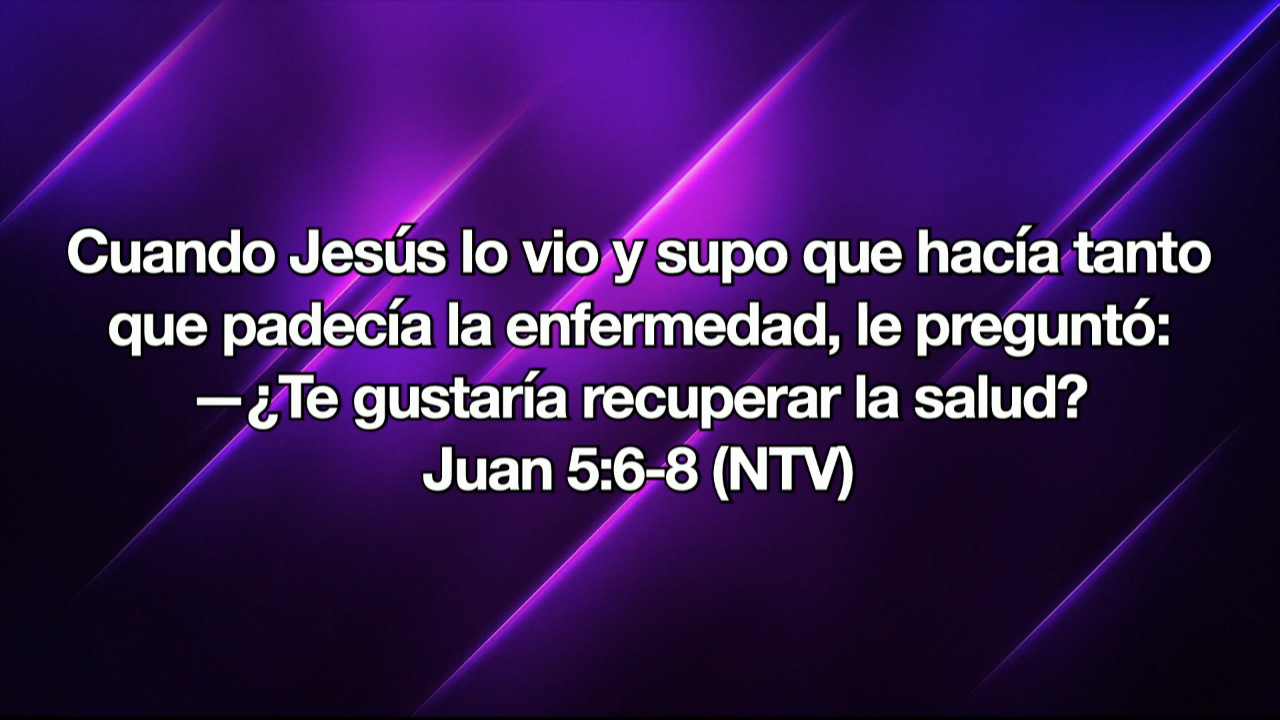 Cuando Jesús lo vio y supo que hacía tanto
que padecía la enfermedad, le preguntó:
—¿Te gustaría recuperar la salud?
Juan 5:6-8 (NTV)